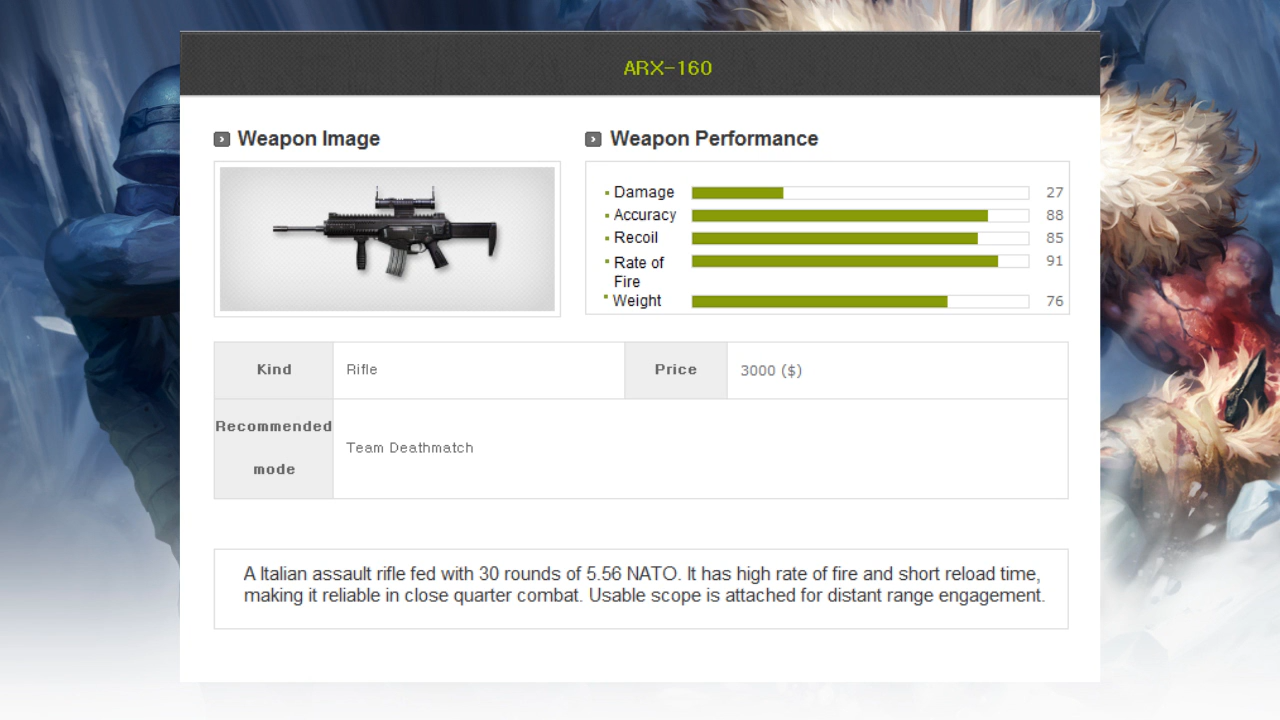 ARX-160
Weapon Image
Weapon Performance
Damage 27
Accuracy 88
Recoil 85
Rate of 91
Fire
Weight 76
Kind Rifle Price 3000 ($)
Recommended
mode
Team Deathmatch
A Italian assault rifle fed with 30 rounds of 5.56 NATO. It has high rate of fire and short reload time,
making it reliable in close quarter combat. Usable scope is attached for distant range engagement.